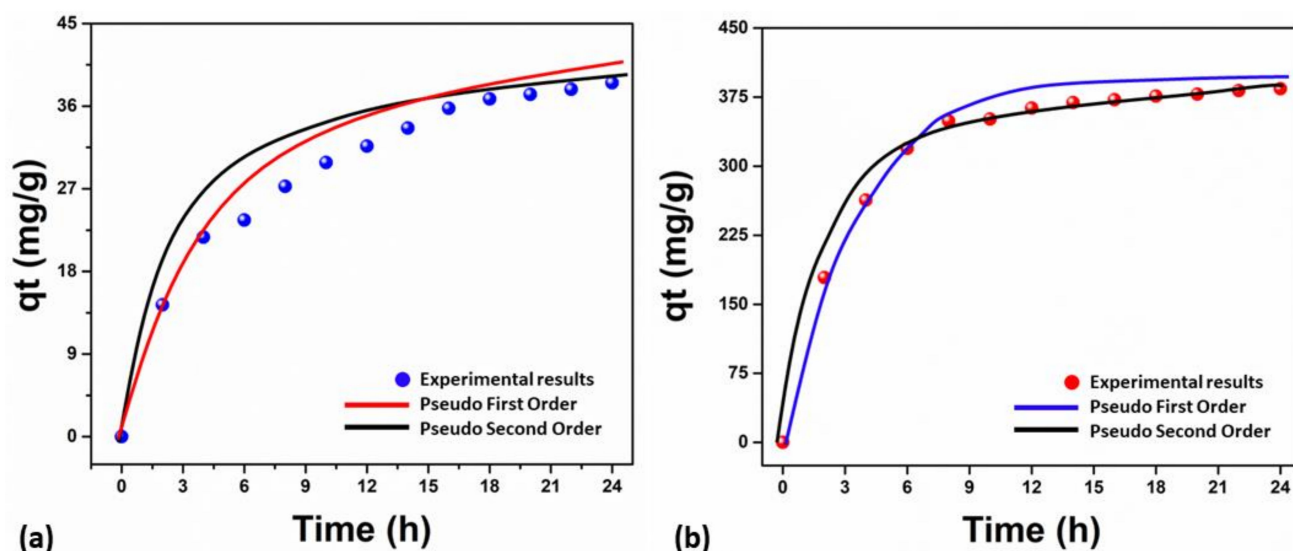 45
36
27
18
9
0
qt (mg/g)
Experimental results
Pseudo First Order
Pseudo Second Order
0 3 6 9 12 15 18 21 24
Time (h)
(a)
450
375
300
225
150
75
0
qt (mg/g)
Experimental results
Pseudo First Order
Pseudo Second Order
0 3 6 9 12 15 18 21 24
Time (h)
(b)